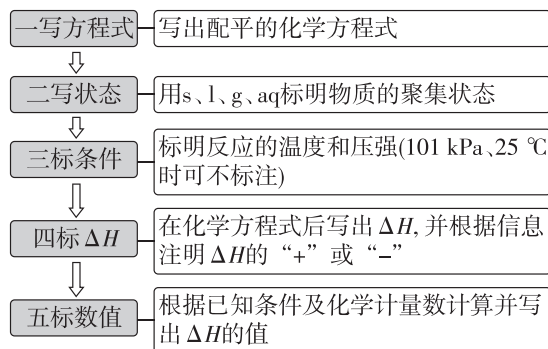 一写方程式
写出配平的化学方程式
二写状态
用s、l、g、aq标明物质的聚集状态
三标条件
标明反应的温度和压强(101 kPa、25 ℃
时可不标注)
四标 ΔH
在化学方程式后写出 ΔH, 并根据信息
注明 ΔH的“+”或“−”
五标数值
根据已知条件及化学计量数计算并写
出 ΔH的值